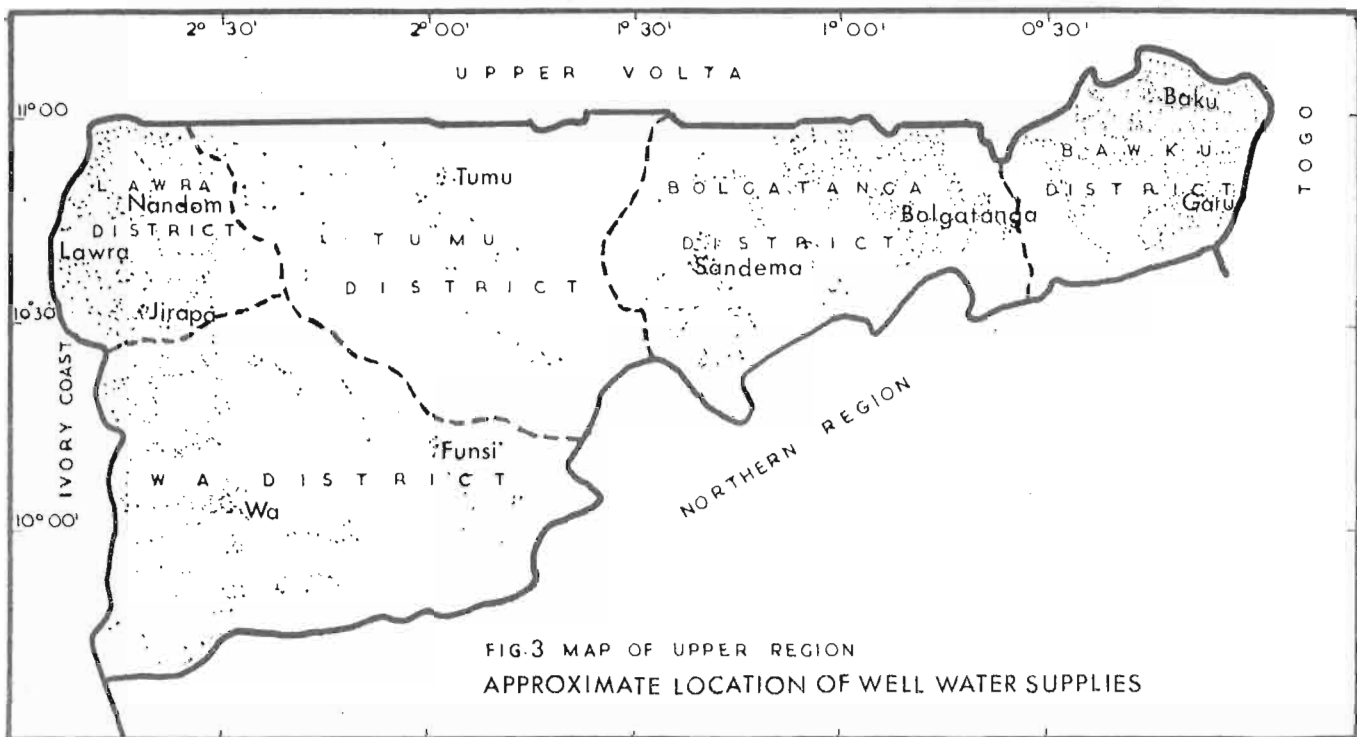 2° 30' 2° 00' 1° 30' 1° 00' 0° 30'
UPPER VOLTA
11° 00
Baku
TOGO
BAWKU
DISTRICT
Garu
Tumu
LAWRA
Nandom
DISTRICT
Lawra
BOLGATANGA
Bolgatanga
DISTRICT
Sandema
TUMU
DISTRICT
Jirapa
10° 30'
IVORY COAST
NORTHERN REGION
Funsi
WA DISTRICT
Wa
10° 00'
FIG.3 MAP OF UPPER REGION
APPROXIMATE LOCATION OF WELL WATER SUPPLIES